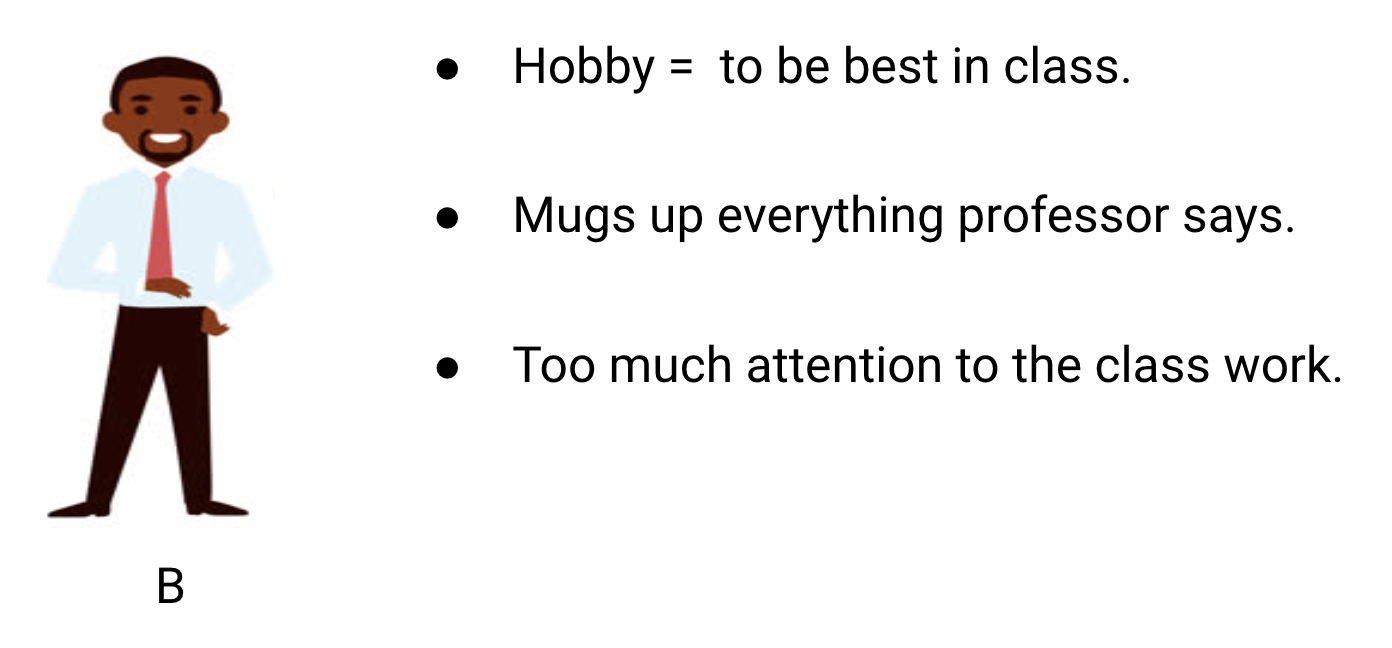 ● Hobby = to be best in class.
● Mugs up everything professor says.
● Too much attention to the class work.
B